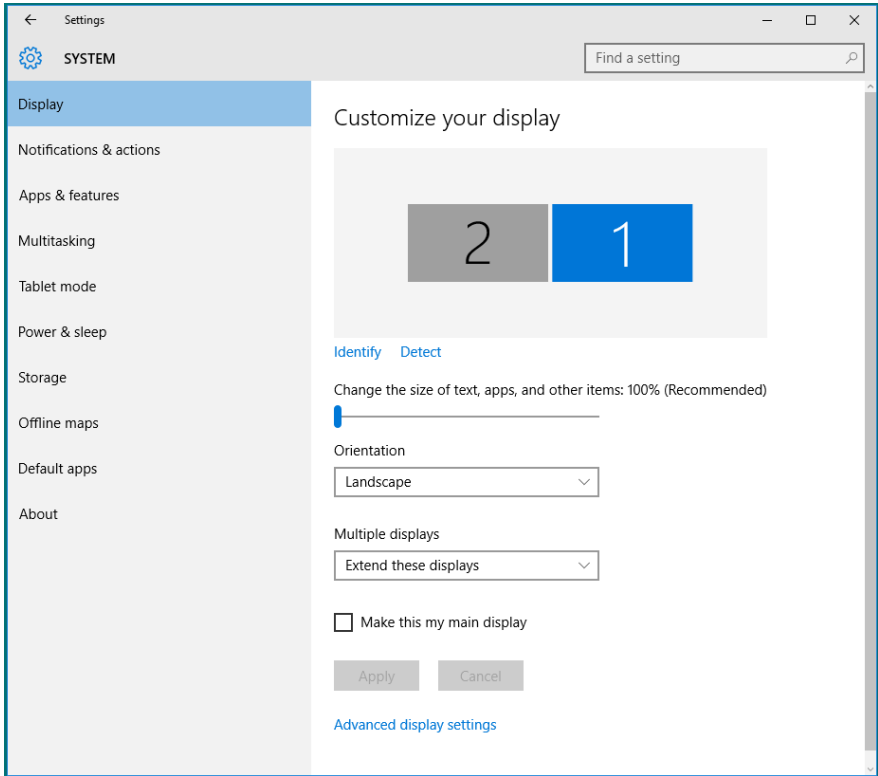 Settings
SYSTEM
Find a setting
Display
Notifications & actions
Apps & features
Multitasking
Tablet mode
Power & sleep
Storage
Offline maps
Default apps
About
Customize your display
2 1
Identify Detect
Change the size of text, apps, and other items: 100% (Recommended)
Orientation
Landscape
Multiple displays
Extend these displays
Make this my main display
Apply Cancel
Advanced display settings